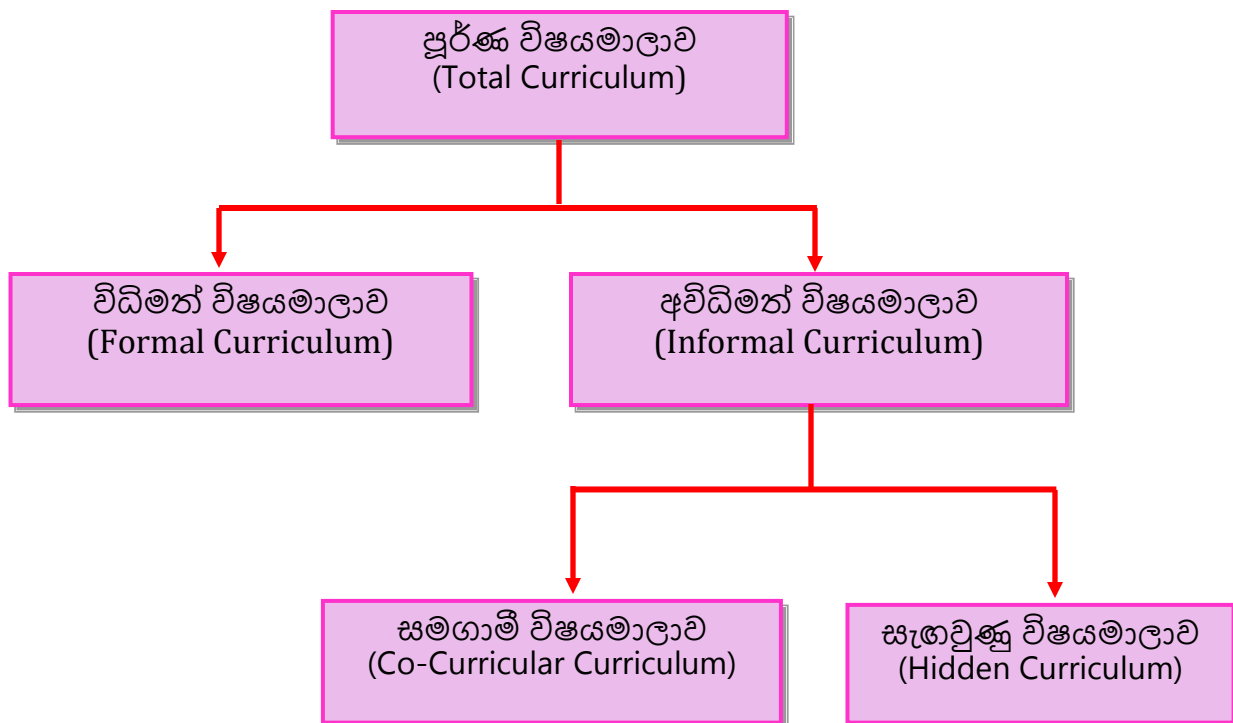 පූර්ණ විෂයමාලාව
(Total Curriculum)
විධිමත් විෂයමාලාව
(Formal Curriculum)
අවිධිමත් විෂයමාලාව
(Informal Curriculum)
සමගාමී විෂයමාලාව
(Co-Curricular Curriculum)
සැඟවුණු විෂයමාලාව
(Hidden Curriculum)